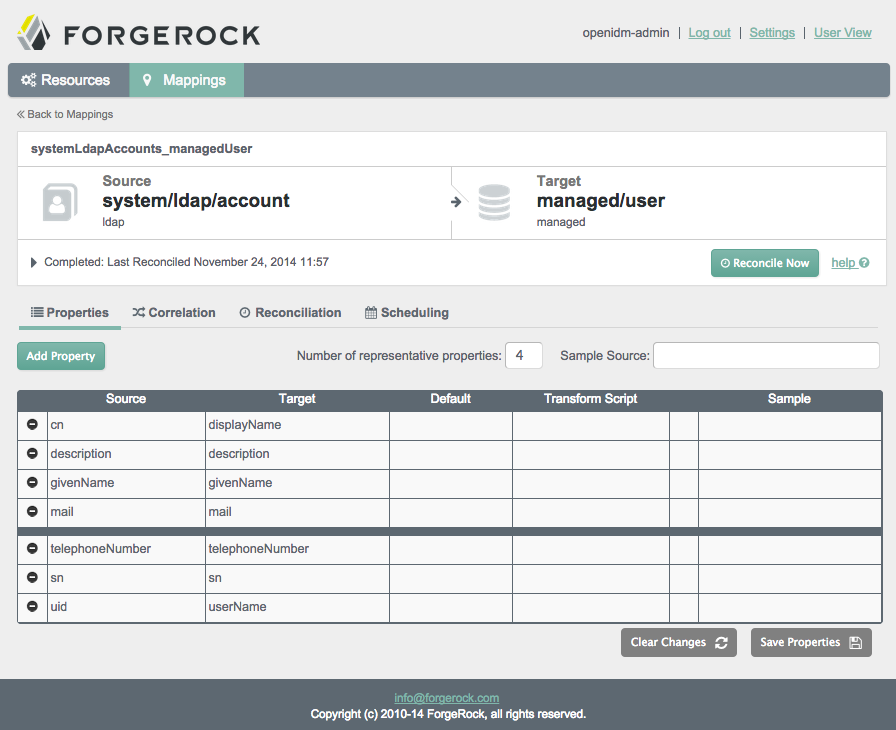 FORGEROCK
openidm-admin | Log out | Settings | User View
Resources Mappings
« Back to Mappings
systemLdapAccounts_managedUser
Source
system/ldap/account
ldap
Target
managed/user
managed
Completed: Last Reconciled November 24, 2014 11:57
Reconcile Now help
Properties Correlation Reconciliation Scheduling
Add Property Number of representative properties: 4 Sample Source:
Source Target Default Transform Script Sample
cn displayName
description description
givenName givenName
mail mail
telephoneNumber telephoneNumber
sn sn
uid userName
Clear Changes Save Properties
info@forgerock.com
Copyright (c) 2010-14 ForgeRock, all rights reserved.